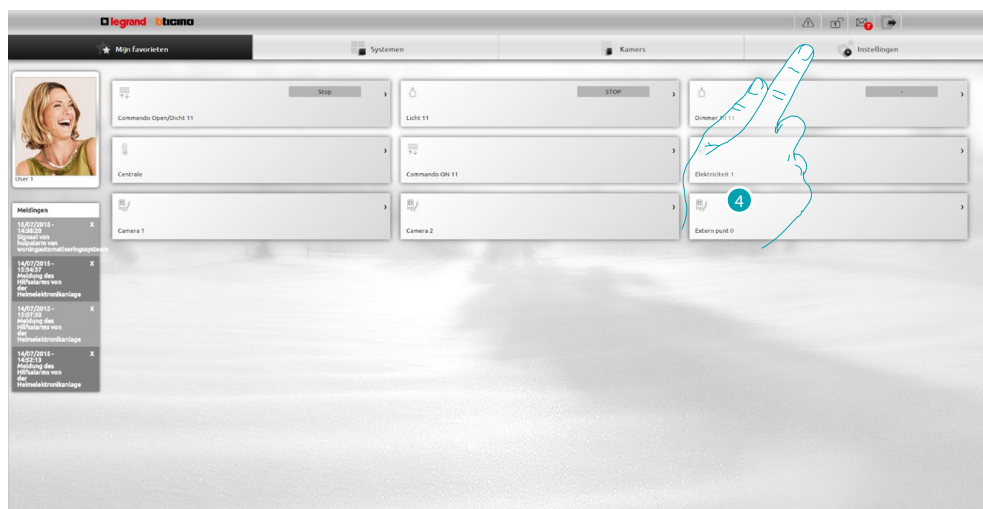 legrand bticino
7
Mijn favorieten
Systemen
Kamers
Instellingen
User 1
Stop
Commando Open/Dicht 11
STOP
Licht 11
Dimmer 10 11
Centrale
Commando ON 11
Elektriciteit 1
Camera 1
Camera 2
Extern punt 0
4
Meldingen
15/07/2015 - X
14:38:20
Signaal van
hulpalarm van
woningautomatiseringssysteem
14/07/2015 - X
15:34:37
Meldung des
Hilfsalarms von
der
Heimelektronikanlage
14/07/2015 - X
15:07:30
Meldung des
Hilfsalarms von
der
Heimelektronikanlage
14/07/2015 - X
14:52:13
Meldung des
Hilfsalarms von
der
Heimelektronikanlage